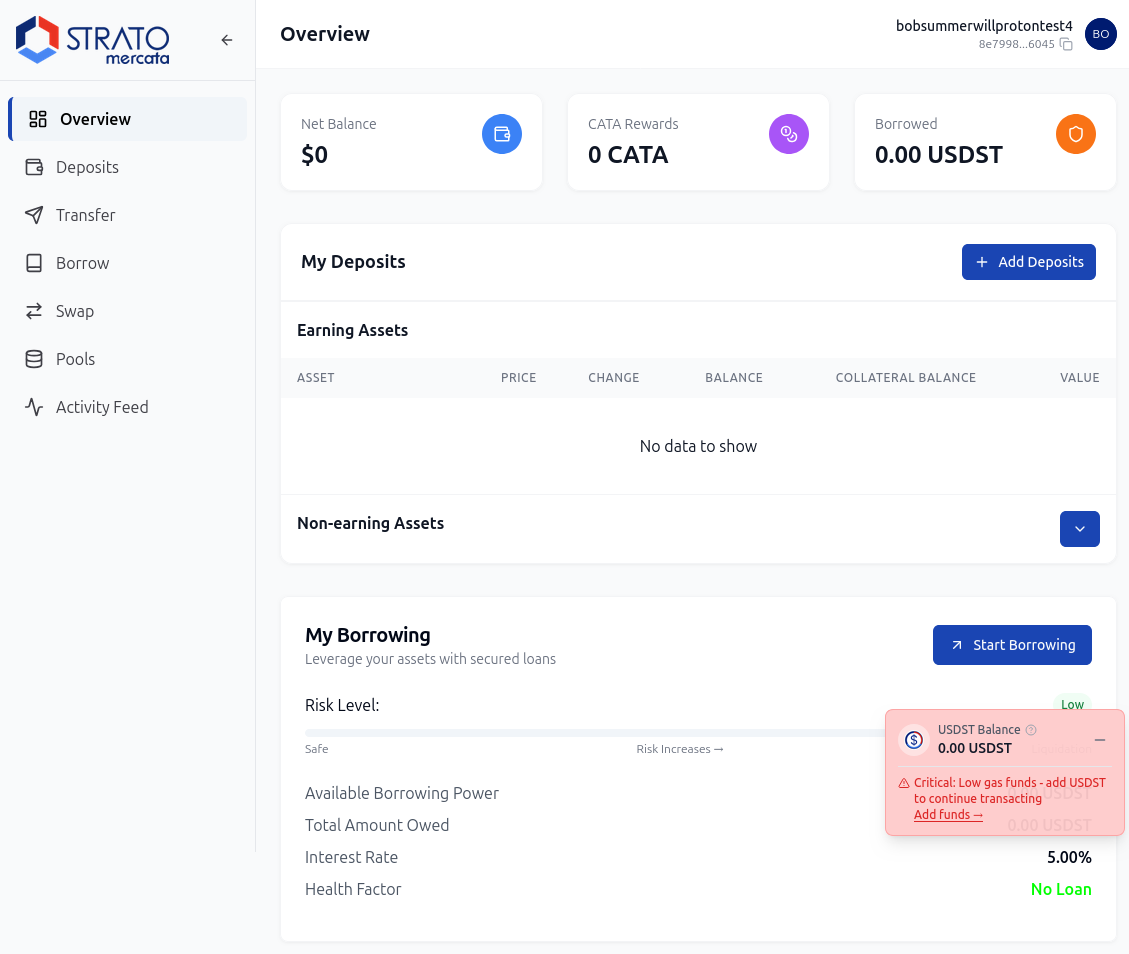 STRATO
mercata
Overview
Deposits
Transfer
Borrow
Swap
Pools
Activity Feed
Overview
bobsummerwillprotontest4
8e7998...6045
BO
Net Balance
$0
CATA Rewards
0 CATA
Borrowed
0.00 USDST
My Deposits
+ Add Deposits
Earning Assets
ASSET PRICE CHANGE BALANCE COLLATERAL BALANCE VALUE
No data to show
Non-earning Assets
My Borrowing
Leverage your assets with secured loans
Start Borrowing
Risk Level:
Low
Safe Risk Increases → Liquidation
Available Borrowing Power
Total Amount Owed 0.00 USDST
Interest Rate 5.00%
Health Factor No Loan
USDST Balance
0.00 USDST
Critical: Low gas funds - add USDST
to continue transacting
Add funds →